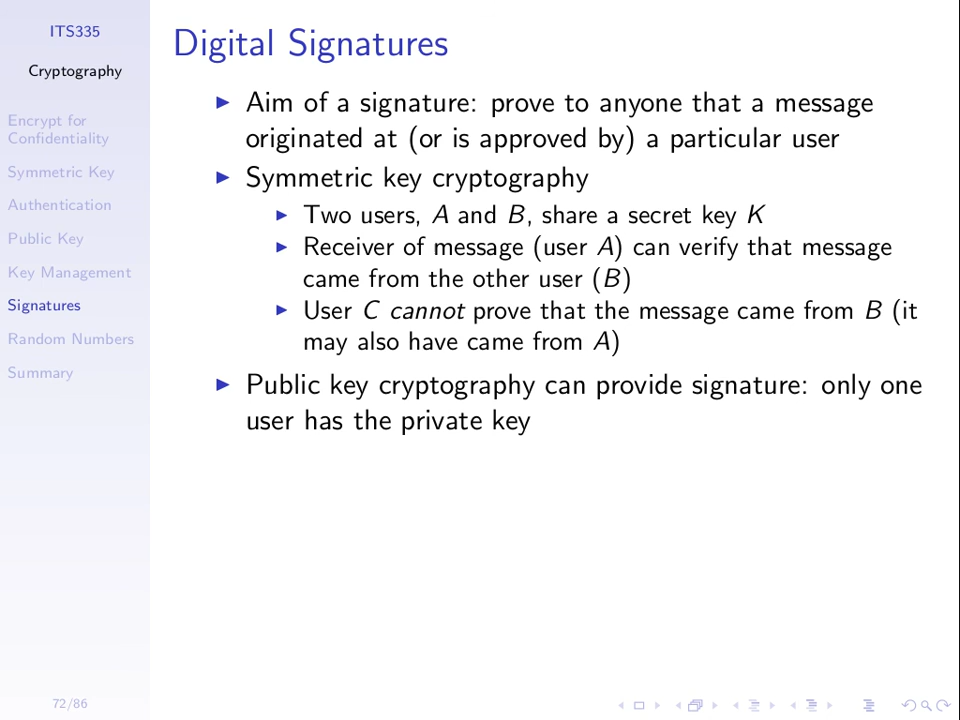 ITS335
Cryptography
Encrypt for
Confidentiality
Symmetric Key
Authentication
Public Key
Key Management
Signatures
Random Numbers
Summary
72/86
Digital Signatures
Aim of a signature: prove to anyone that a message
originated at (or is approved by) a particular user
Symmetric key cryptography
Two users, A and B, share a secret key K
Receiver of message (user A) can verify that message
came from the other user (B)
User C cannot prove that the message came from B (it
may also have came from A)
Public key cryptography can provide signature: only one
user has the private key